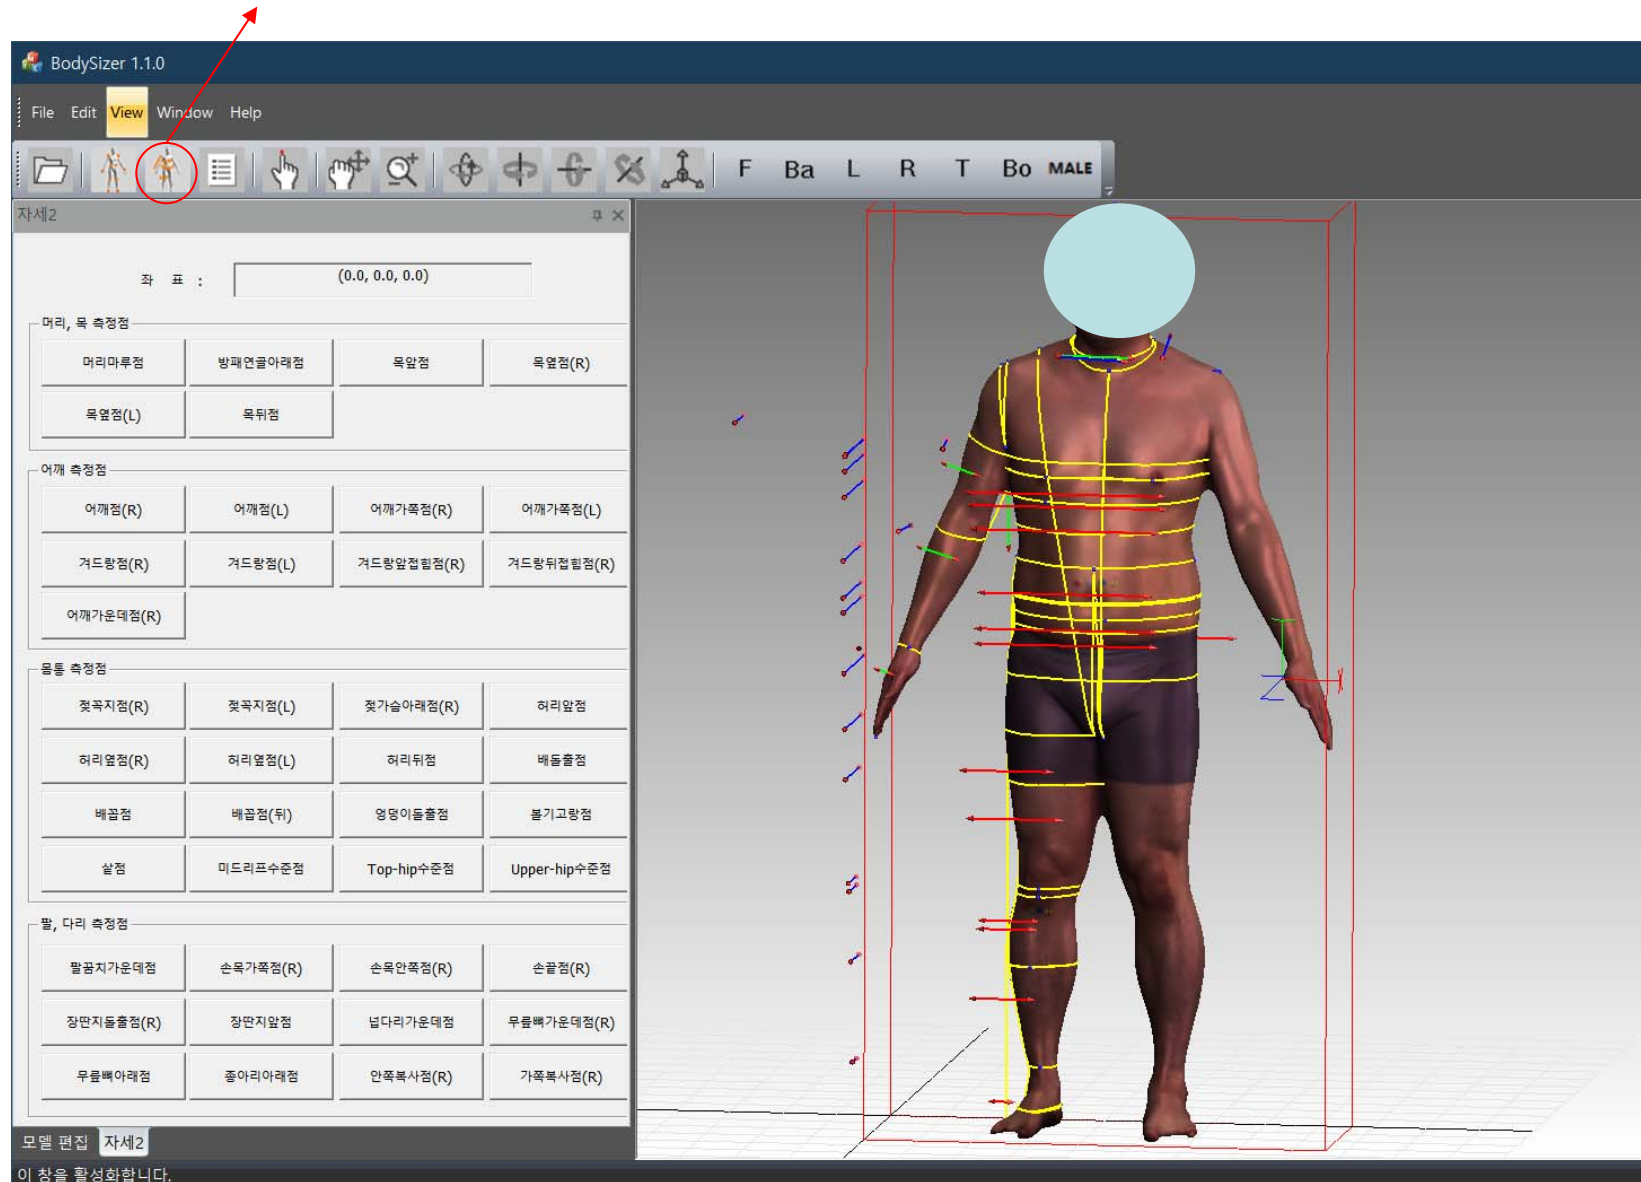 BodySizer 1.1.0
File Edit View Window Help
F Ba L R T Bo MALE
자세2
좌 표 : (0.0, 0.0, 0.0)
머리, 목 측정점
머리마루점 방패연골아래점 목앞점 목옆점(R)
목옆점(L) 목뒤점
어깨 측정점
어깨점(R) 어깨점(L) 어깨가쪽점(R) 어깨가쪽점(L)
겨드랑점(R) 겨드랑점(L) 겨드랑앞접힘점(R) 겨드랑뒤접힘점(R)
어깨가운데점(R)
몸통 측정점
젖꼭지점(R) 젖꼭지점(L) 젖가슴아래점(R) 허리앞점
허리옆점(R) 허리옆점(L) 허리뒤점 배돌출점
배꼽점 배꼽점(뒤) 엉덩이돌출점 볼기고랑점
샅점 미드리프수준점 Top-hip수준점 Upper-hip수준점
팔, 다리 측정점
팔꿈치가운데점 손목가쪽점(R) 손목안쪽점(R) 손끝점(R)
장딴지돌출점(R) 장딴지앞점 넙다리가운데점 무릎뼈가운데점(R)
무릎뼈아래점 종아리아래점 안쪽복사점(R) 가쪽복사점(R)
모델 편집 자세2
이 창을 활성화합니다.